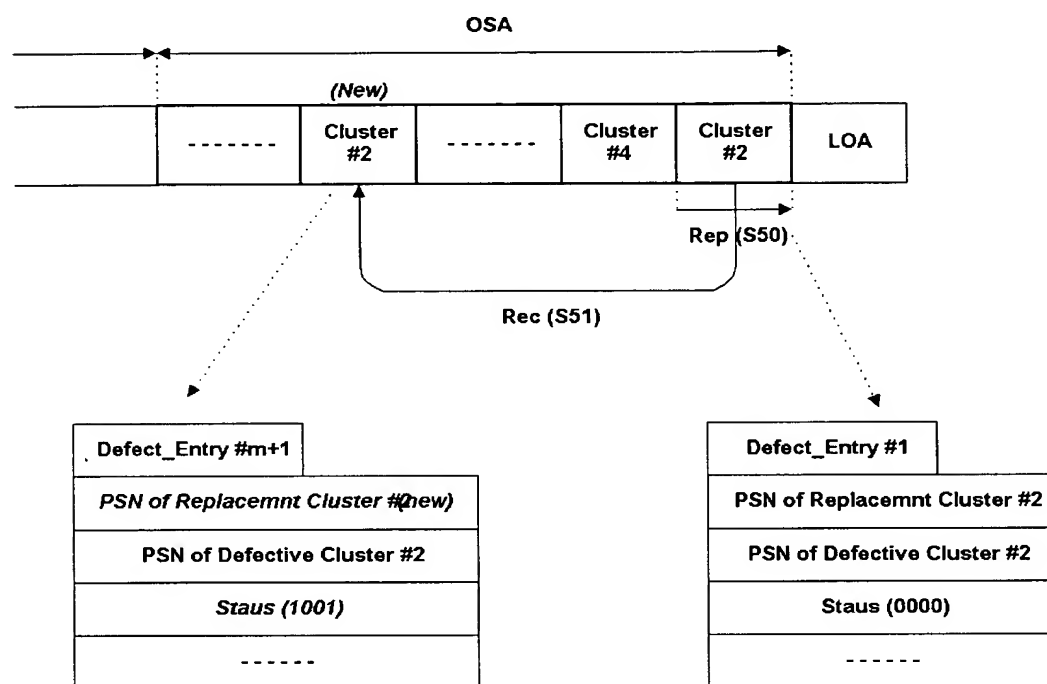 OSA
(New)
-------
Cluster
#2
-------
Cluster
#4
Cluster
#2
LOA
Rep (S50)
Rec (S51)
Defect_Entry #m+1
PSN of Replacemnt Cluster #2(new)
PSN of Defective Cluster #2
Staus (1001)
------
Defect_Entry #1
PSN of Replacemnt Cluster #2
PSN of Defective Cluster #2
Staus (0000)
------